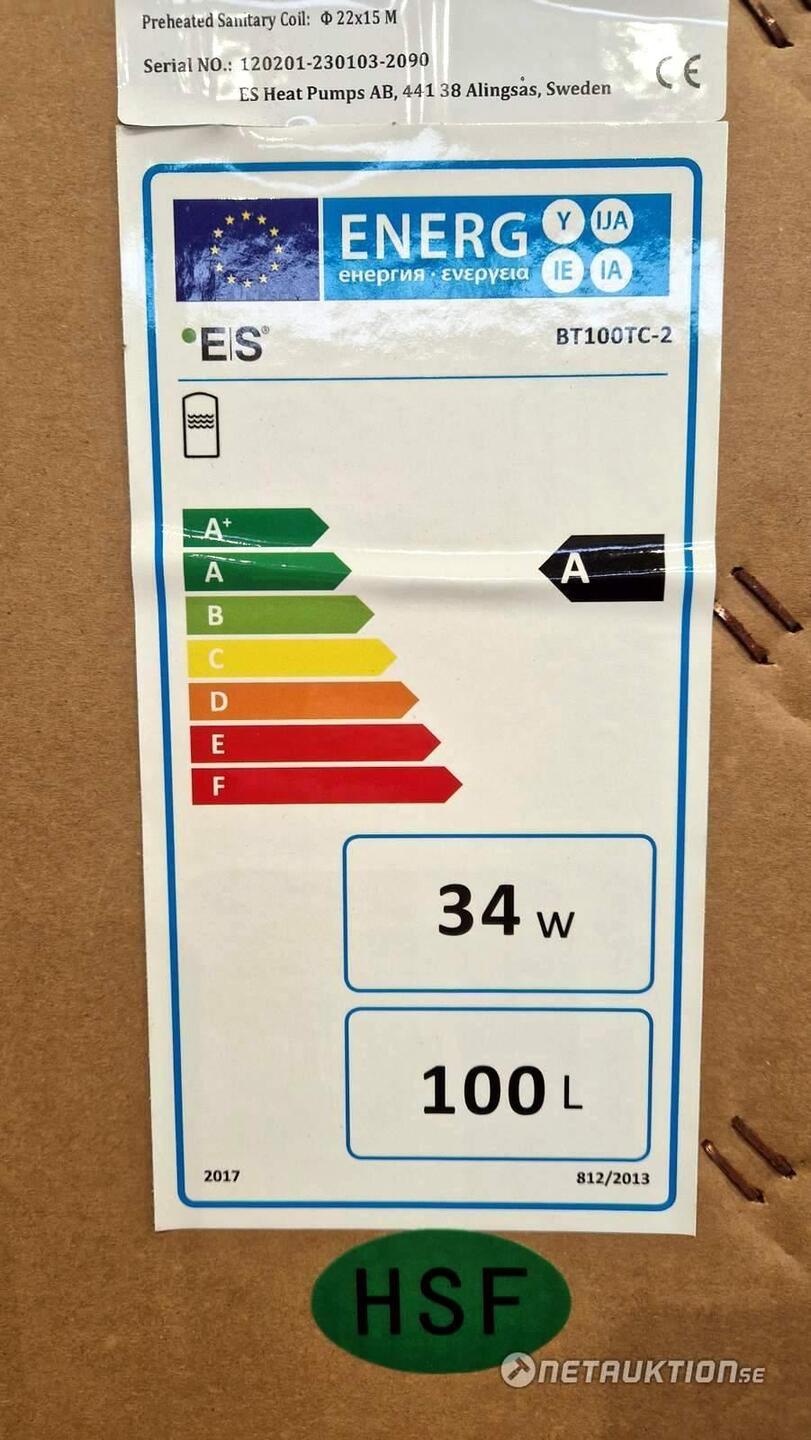 Preheated Sanitary Coil: Φ 22x15 M
Serial NO.: 120201-230103-2090
ES Heat Pumps AB, 441 38 Alingsås, Sweden
CE
ENERG
Y IJA
IE IA
енергия · ενεργεια
E|S®
BT100TC-2
A+
A
A
B
C
D
E
F
34 W
100 L
2017
812/2013
HSF
NETAUKTION.SE